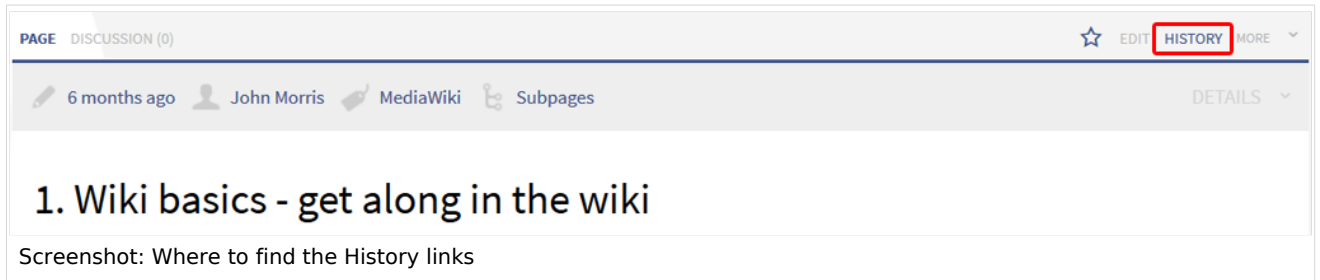 PAGE DISCUSSION (0) EDIT HISTORY MORE
6 months ago John Morris MediaWiki Subpages DETAILS
1. Wiki basics - get along in the wiki
Screenshot: Where to find the History links